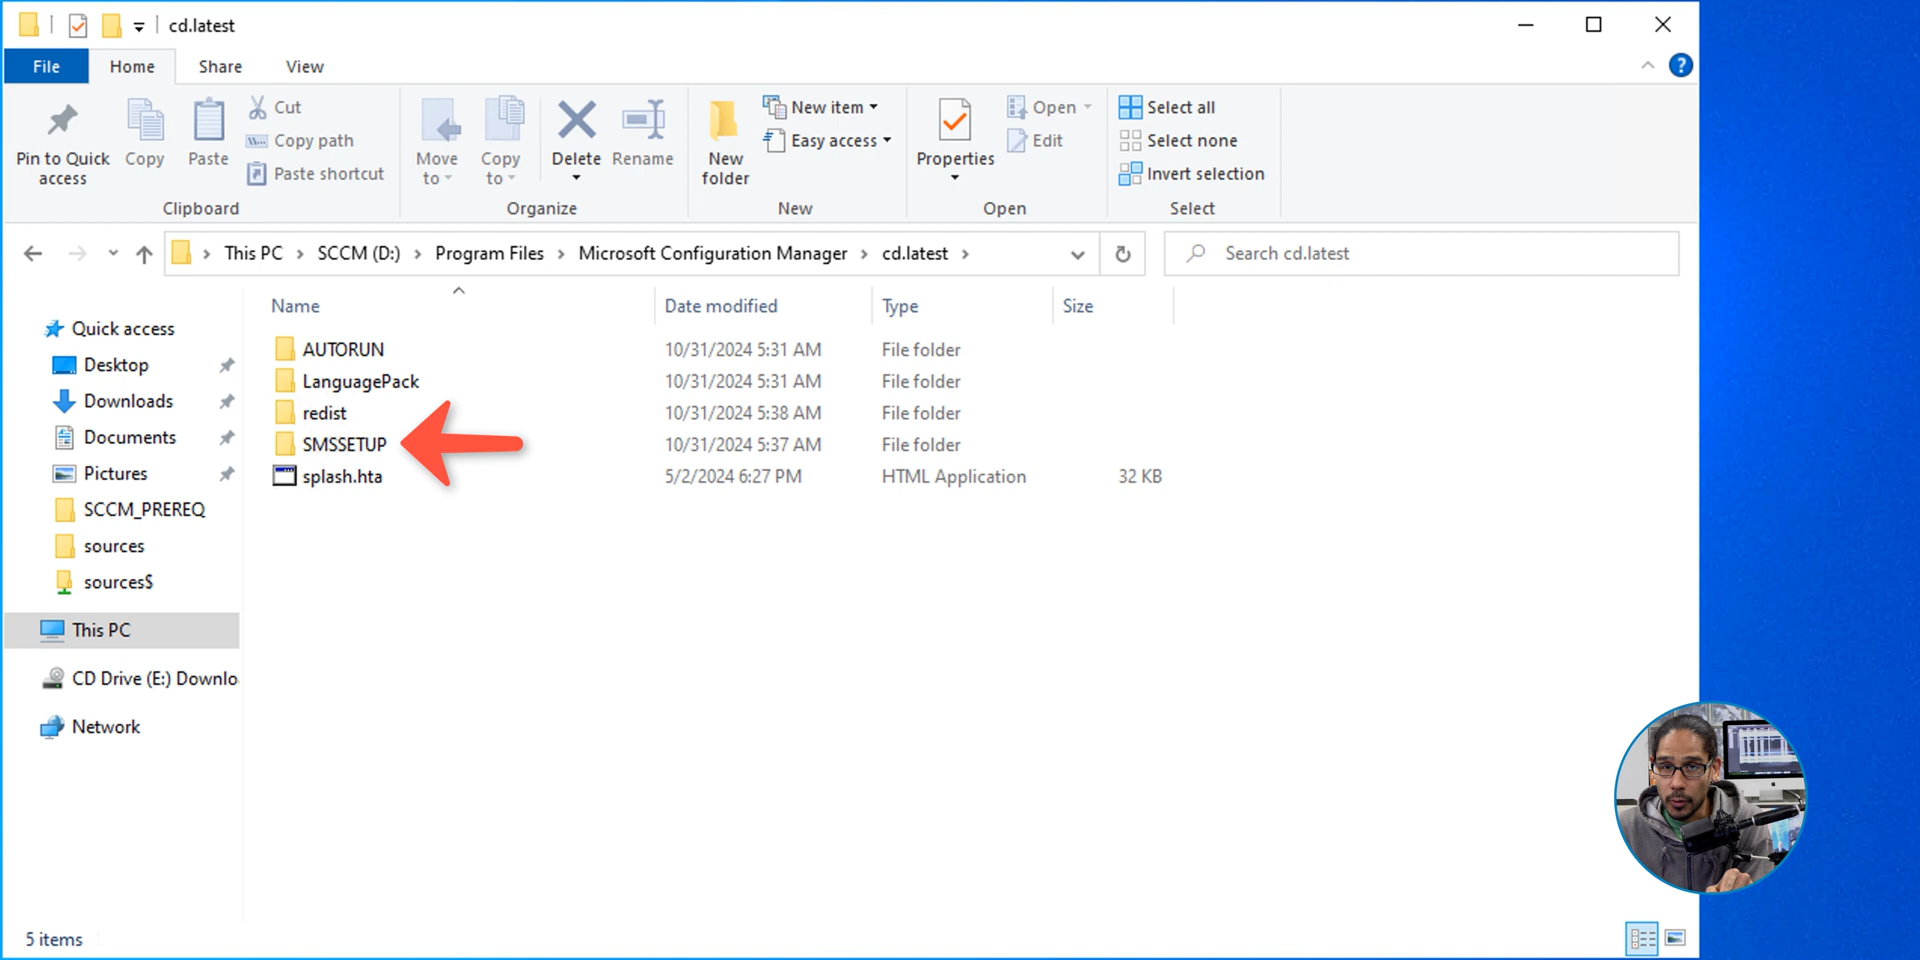 cd.latest
File Home Share View
Pin to Quick access
Copy
Paste
Cut
Copy path
Paste shortcut
Clipboard
Move to
Copy to
Delete
Rename
Organize
New folder
New item
Easy access
New
Properties
Open
Edit
Open
Select all
Select none
Invert selection
Select
This PC > SCCM (D:) > Program Files > Microsoft Configuration Manager > cd.latest >
Search cd.latest
Quick access
Desktop
Downloads
Documents
Pictures
SCCM_PREREQ
sources
sources$
This PC
CD Drive (E:) Downlo
Network
Name Date modified Type Size
AUTORUN 10/31/2024 5:31 AM File folder
LanguagePack 10/31/2024 5:31 AM File folder
redist 10/31/2024 5:38 AM File folder
SMSSETUP 10/31/2024 5:37 AM File folder
splash.hta 5/2/2024 6:27 PM HTML Application 32 KB
5 items